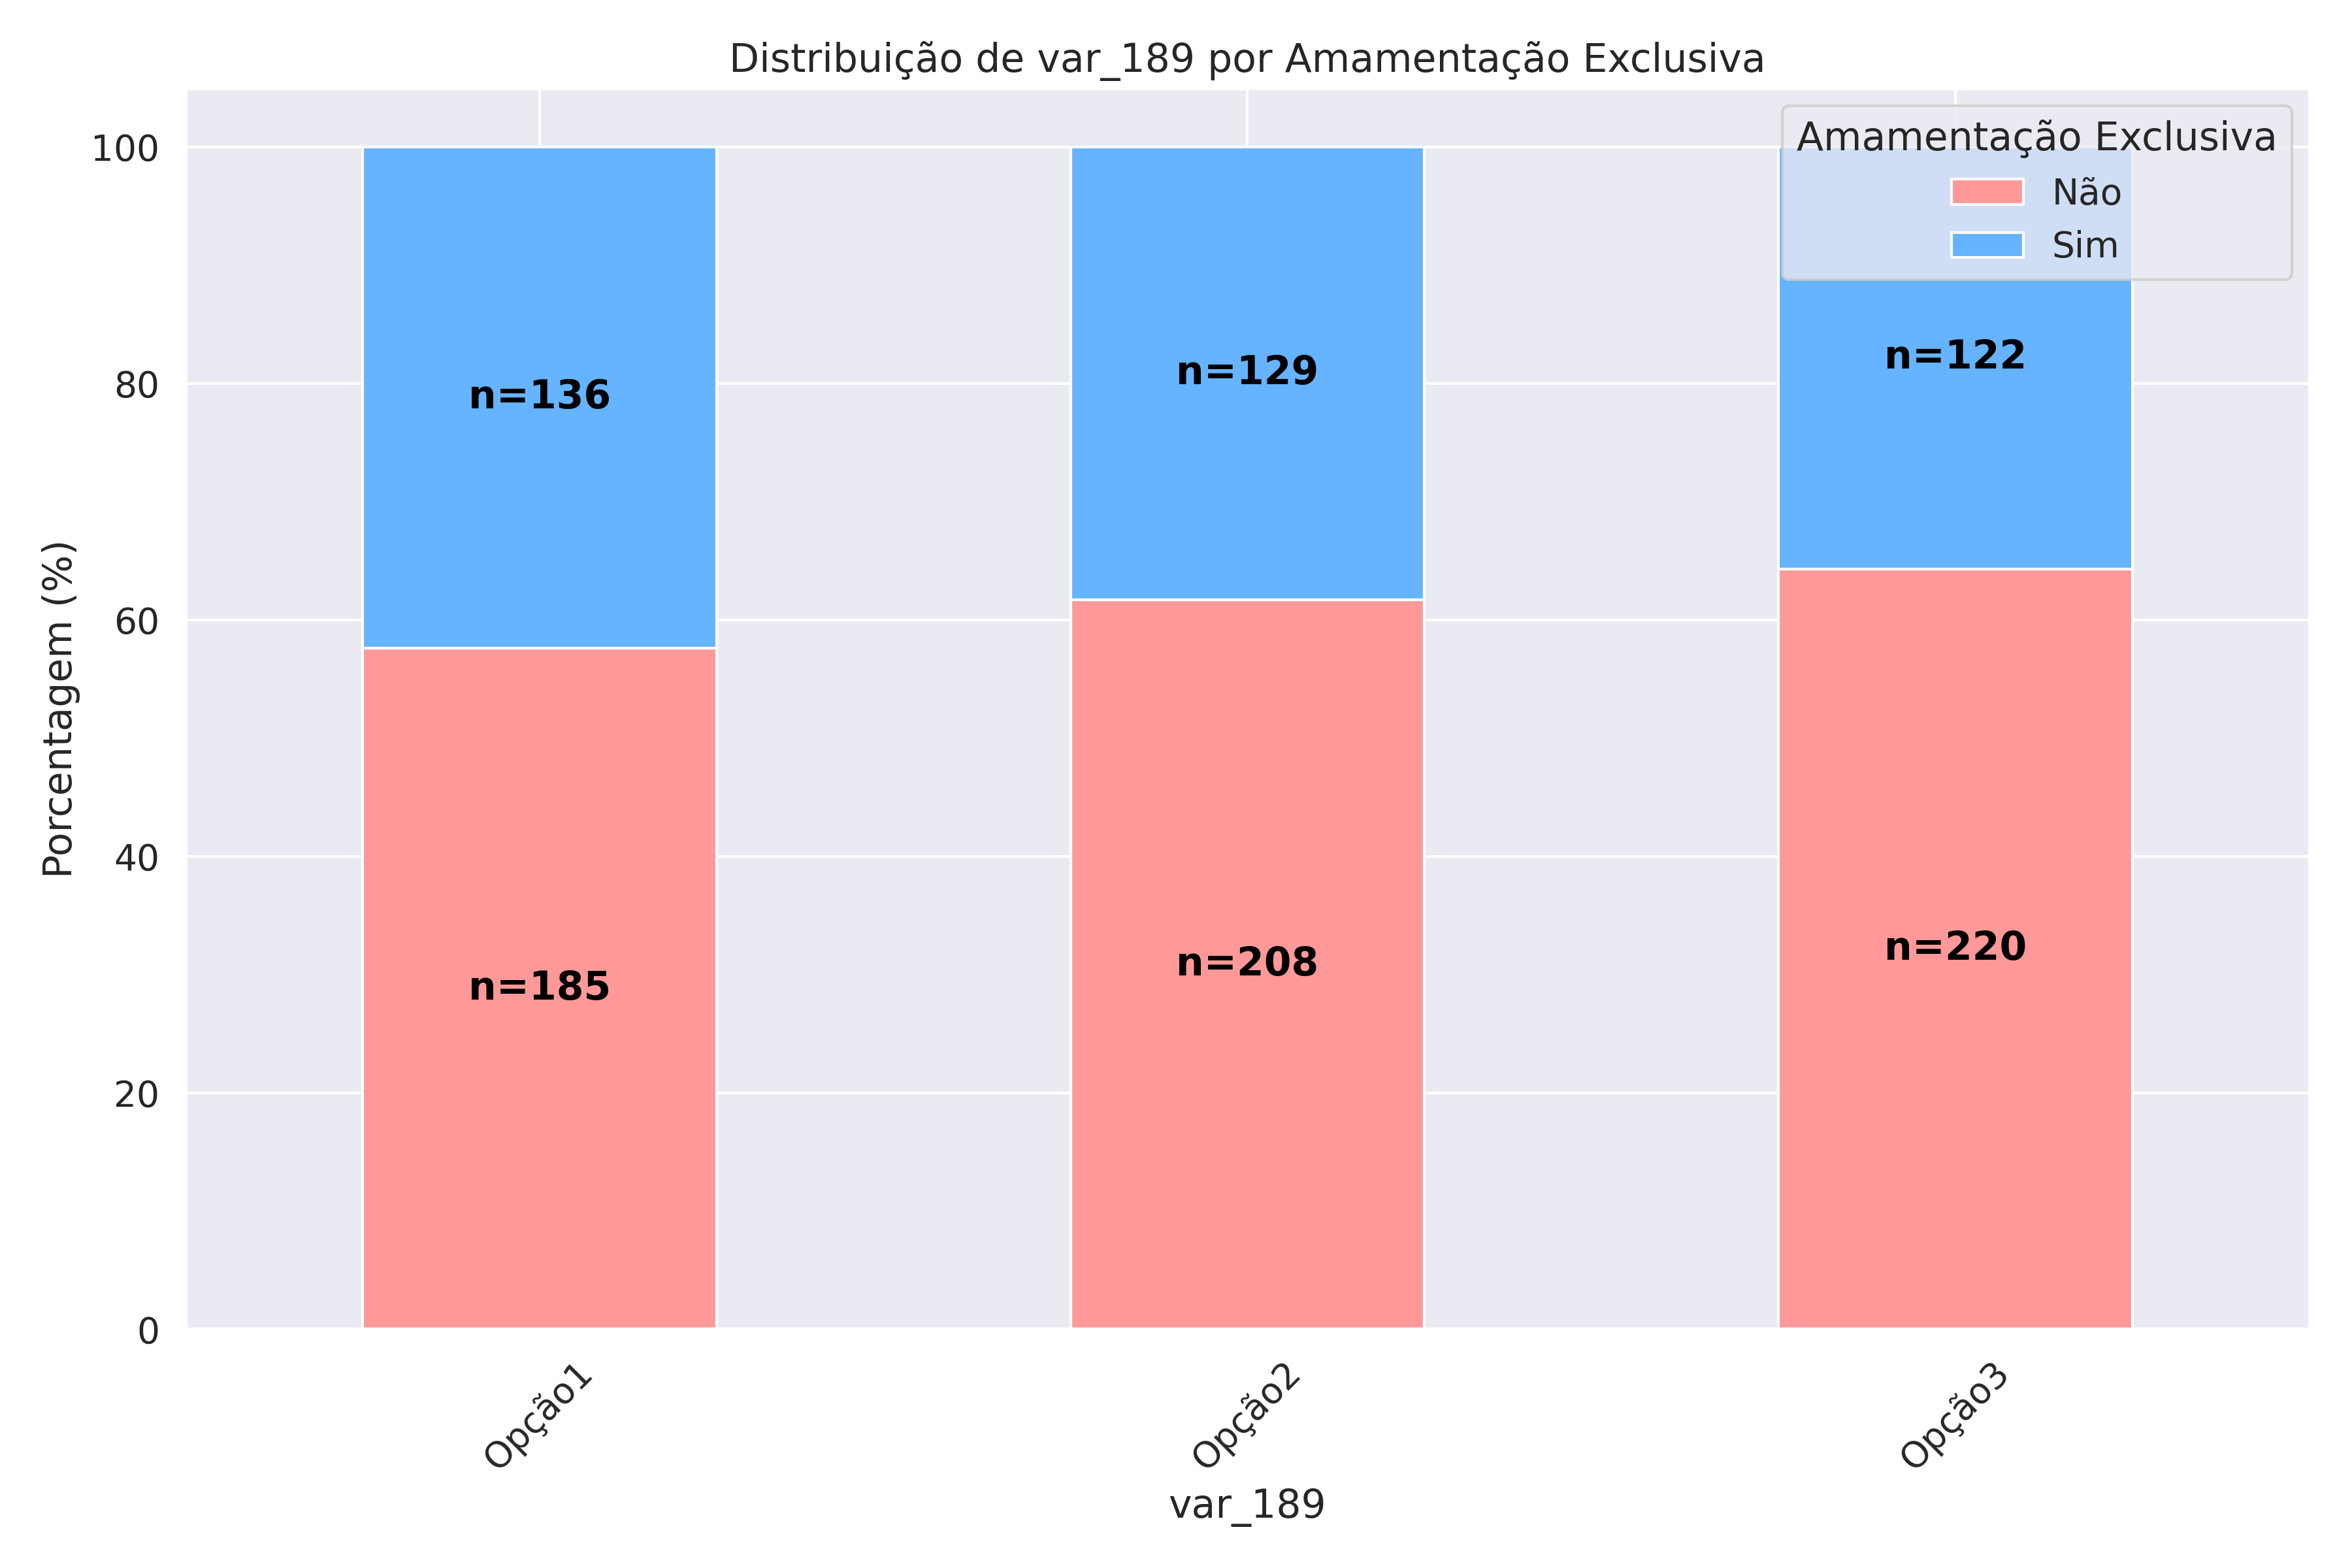 Distribuição de var_189 por Amamentação Exclusiva
Amamentação Exclusiva
Não
Sim
Porcentagem (%)
100
80
60
40
20
0
n=136
n=129
n=122
n=185
n=208
n=220
Opção1
Opção2
Opção3
var_189